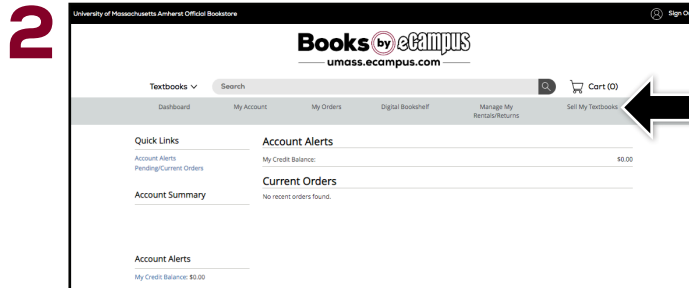 2
University of Massachusetts Amherst Official Bookstore
Books by eCampus
umass.ecampus.com
Textbooks
Search
Cart (0)
Dashboard
My Account
My Orders
Digital Bookshelf
Manage My
Rentals/Returns
Sell My Textbooks
Quick Links
Account Alerts
Pending/Current Orders
Account Summary
Account Alerts
My Credit Balance: $0.00
Account Alerts
My Credit Balance:
$0.00
Current Orders
No recent orders found.